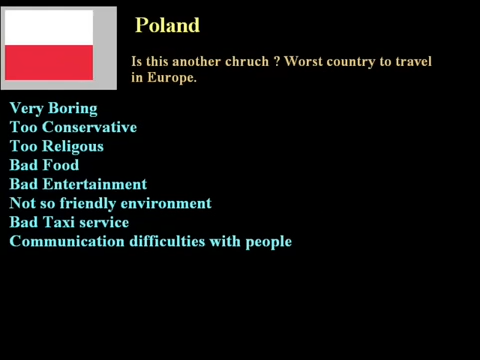 Poland
Is this another chruch ? Worst country to travel
in Europe.
Very Boring
Too Conservative
Too Religous
Bad Food
Bad Entertainment
Not so friendly environment
Bad Taxi service
Communication difficulties with people